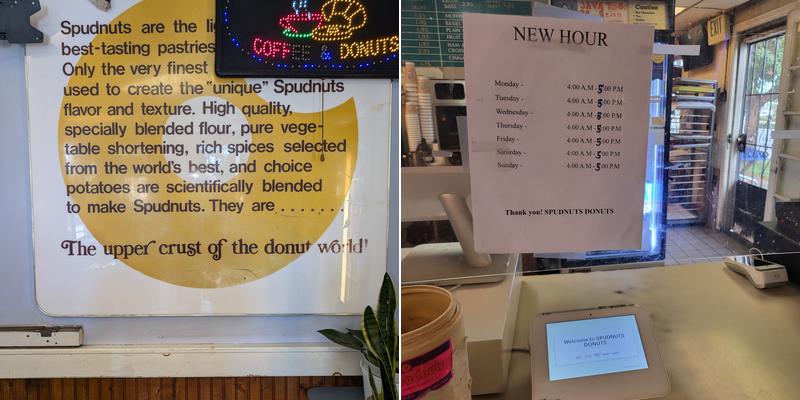 Spudnuts are the
best-tasting pastries
Only the very finest
used to create the "unique" Spudnuts
flavor and texture. High quality,
specially blended flour, pure vege-
table shortening, rich spices selected
from the world's best, and choice
potatoes are scientifically blended
to make Spudnuts. They are . . . . . . . .
The upper crust of the donut world!
COFFEE & DONUTS
NEW HOUR
Monday - 4:00 A.M - 5:00 P.M
Tuesday - 4:00 A.M - 5:00 P.M
Wednesday - 4:00 A.M - 5:00 P.M
Thursday - 4:00 A.M - 5:00 P.M
Friday - 4:00 A.M - 5:00 P.M
Saturday - 4:00 A.M - 5:00 P.M
Sunday - 4:00 A.M - 5:00 P.M
Thank you! SPUDNUTS DONUTS
Caution
EXIT
Welcome to SPUDNUTS
DONUTS